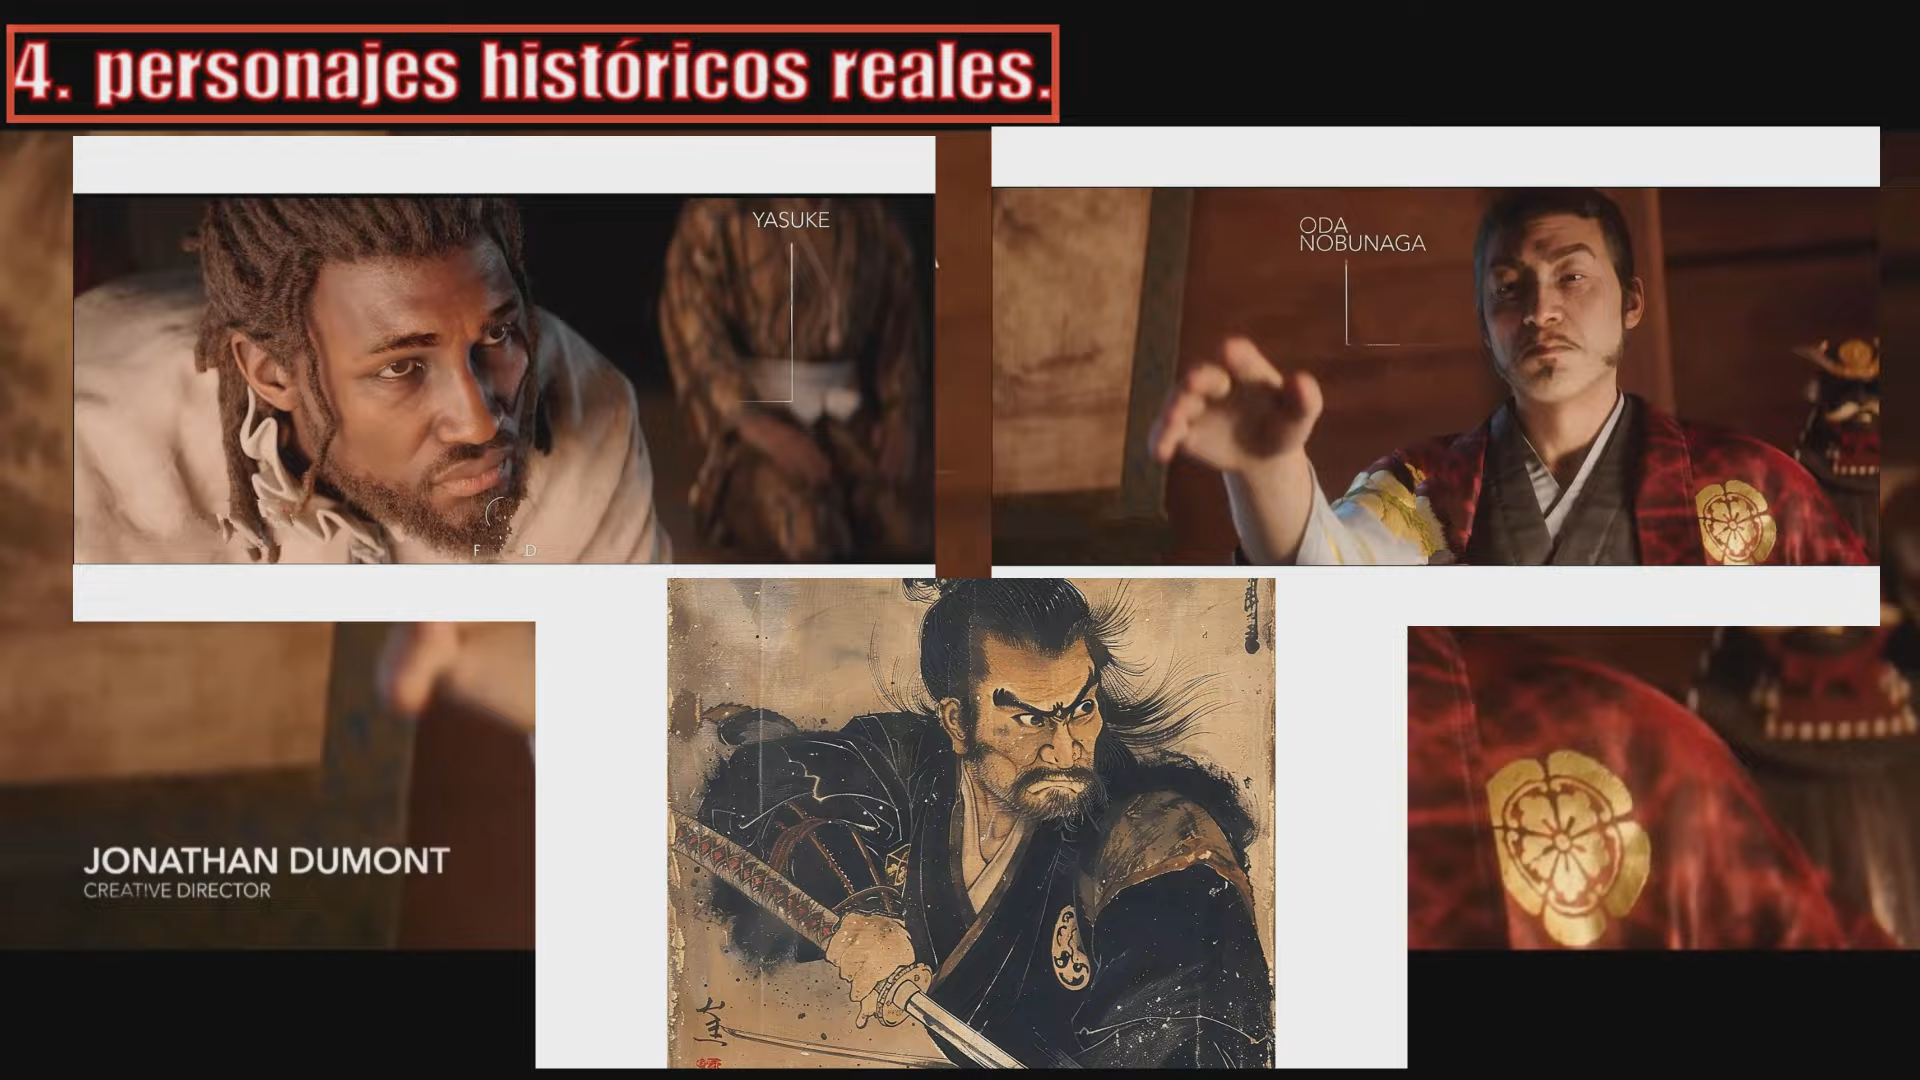 4. personajes históricos reales.
YASUKE
ODA
NOBUNAGA
F D
JONATHAN DUMONT
CREATIVE DIRECTOR